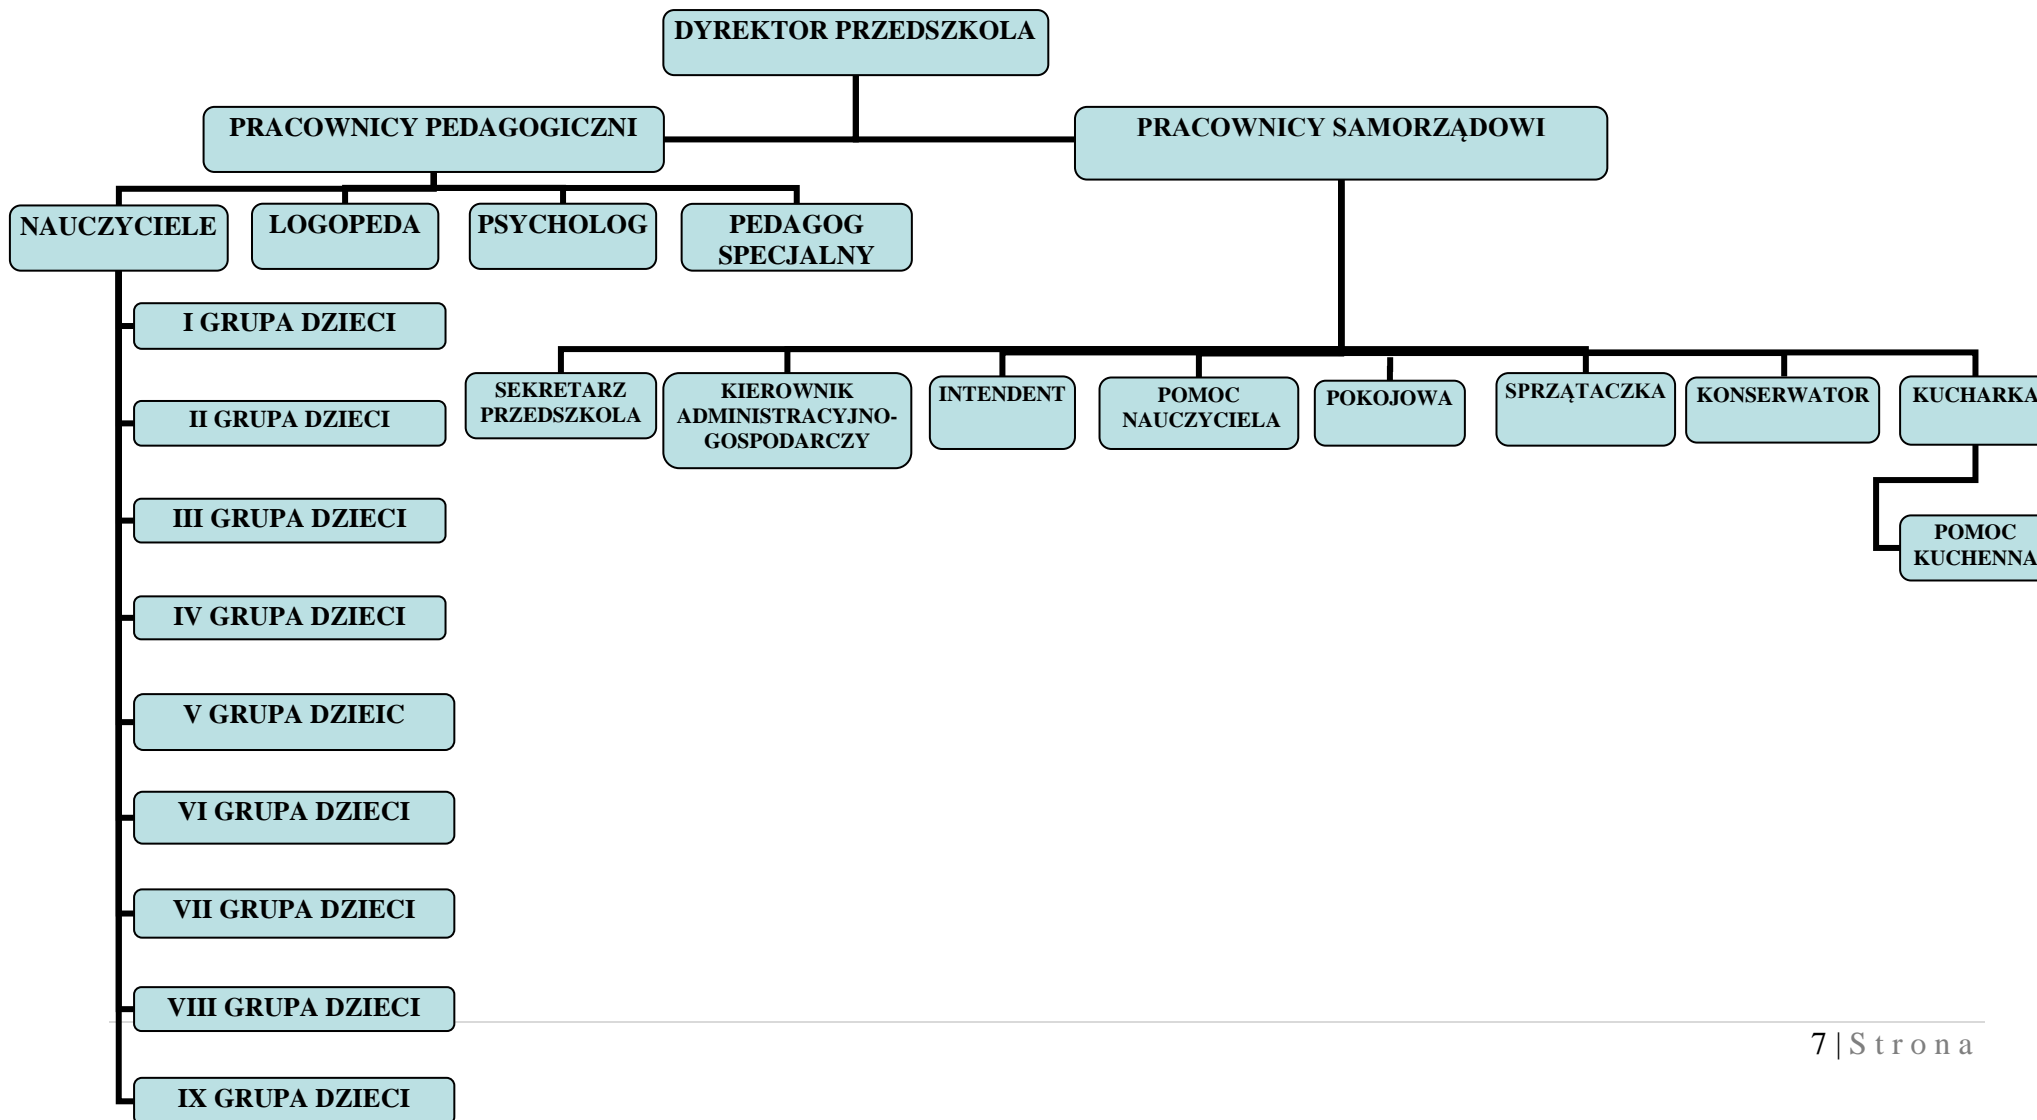 DYREKTOR PRZEDSZKOLA
PRACOWNICY PEDAGOGICZNI
PRACOWNICY SAMORZĄDOWI
NAUCZYCIELE
LOGOPEDA
PSYCHOLOG
PEDAGOG
SPECJALNY
I GRUPA DZIECI
II GRUPA DZIECI
III GRUPA DZIECI
IV GRUPA DZIECI
V GRUPA DZIEIC
VI GRUPA DZIECI
VII GRUPA DZIECI
VIII GRUPA DZIECI
IX GRUPA DZIECI
SEKRETARZ
PRZEDSZKOLA
KIEROWNIK
ADMINISTRACYJNO-
GOSPODARCZY
INTENDENT
POMOC
NAUCZYCIELA
POKOJOWA
SPRZĄTACZKA
KONSERWATOR
KUCHARKA
POMOC
KUCHENNA
7 | S t r o n a